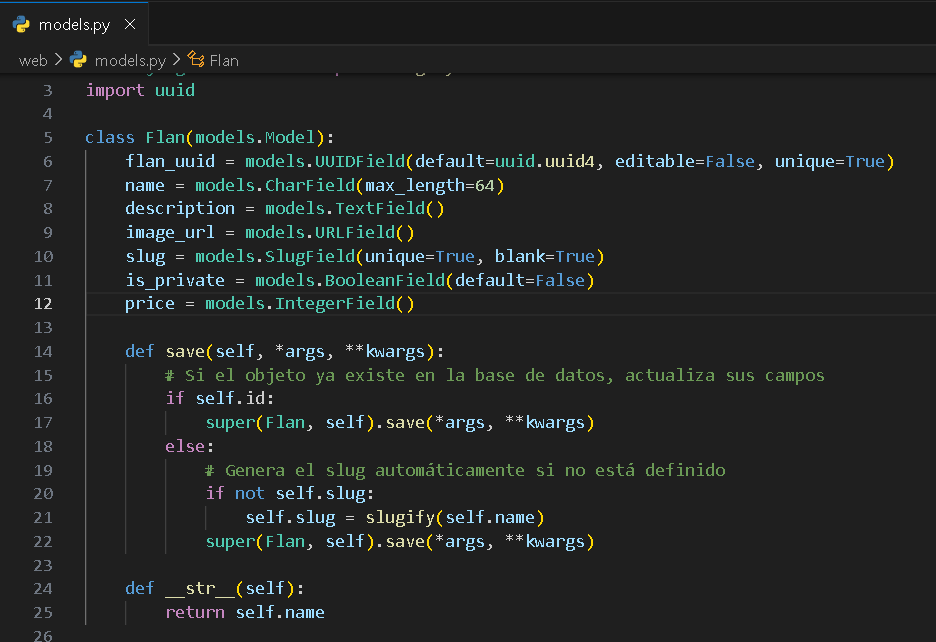 models.py
web > models.py > Flan
3 import uuid
4
5 class Flan(models.Model):
6     flan_uuid = models.UUIDField(default=uuid.uuid4, editable=False, unique=True)
7     name = models.CharField(max_length=64)
8     description = models.TextField()
9     image_url = models.URLField()
10     slug = models.SlugField(unique=True, blank=True)
11     is_private = models.BooleanField(default=False)
12     price = models.IntegerField()
13
14     def save(self, *args, **kwargs):
15         # Si el objeto ya existe en la base de datos, actualiza sus campos
16         if self.id:
17             super(Flan, self).save(*args, **kwargs)
18         else:
19             # Genera el slug automáticamente si no está definido
20             if not self.slug:
21                 self.slug = slugify(self.name)
22             super(Flan, self).save(*args, **kwargs)
23
24     def __str__(self):
25         return self.name
26